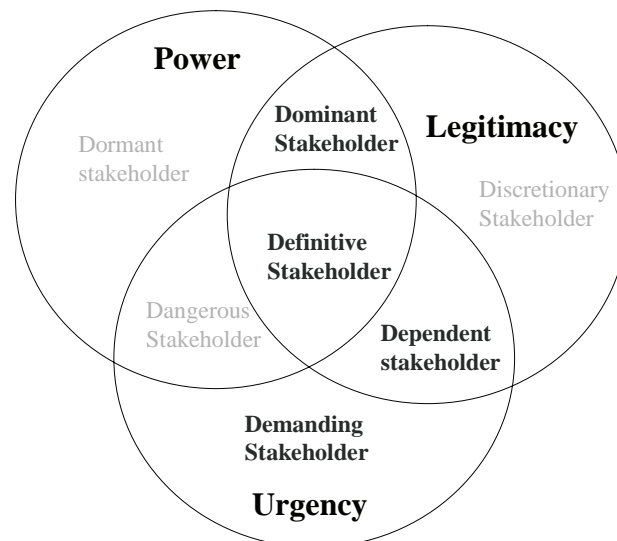 Power
Dominant
Stakeholder
Legitimacy
Dormant
stakeholder
Discretionary
Stakeholder
Definitive
Stakeholder
Dangerous
Stakeholder
Dependent
stakeholder
Demanding
Stakeholder
Urgency